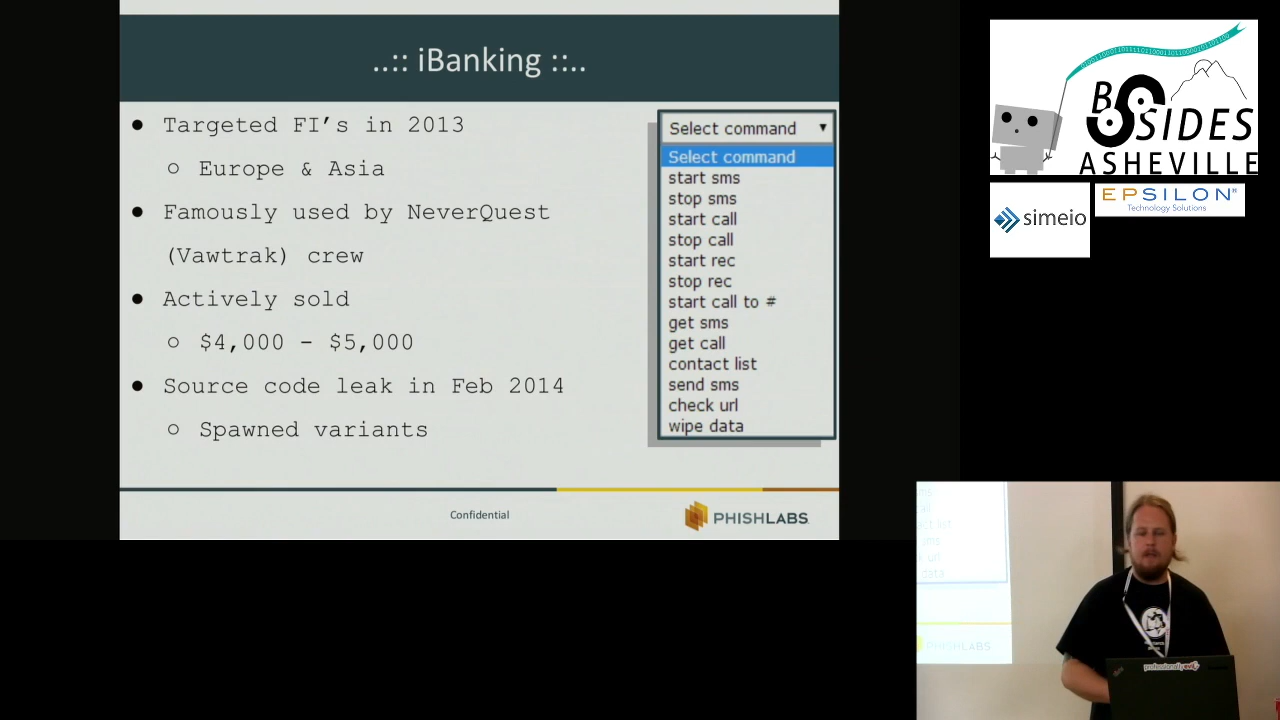 ..:: iBanking ::..
● Targeted FI's in 2013
○ Europe & Asia
● Famously used by NeverQuest
(Vawtrak) crew
● Actively sold
○ $4,000 - $5,000
● Source code leak in Feb 2014
○ Spawned variants
Select command
Select command
start sms
stop sms
start call
stop call
start rec
stop rec
start call to #
get sms
get call
contact list
send sms
check url
wipe data
Confidential
PHISHLABS
BSIDES
ASHEVILLE
simeio
EPSILON®
Technology Solutions
PHISHLABS